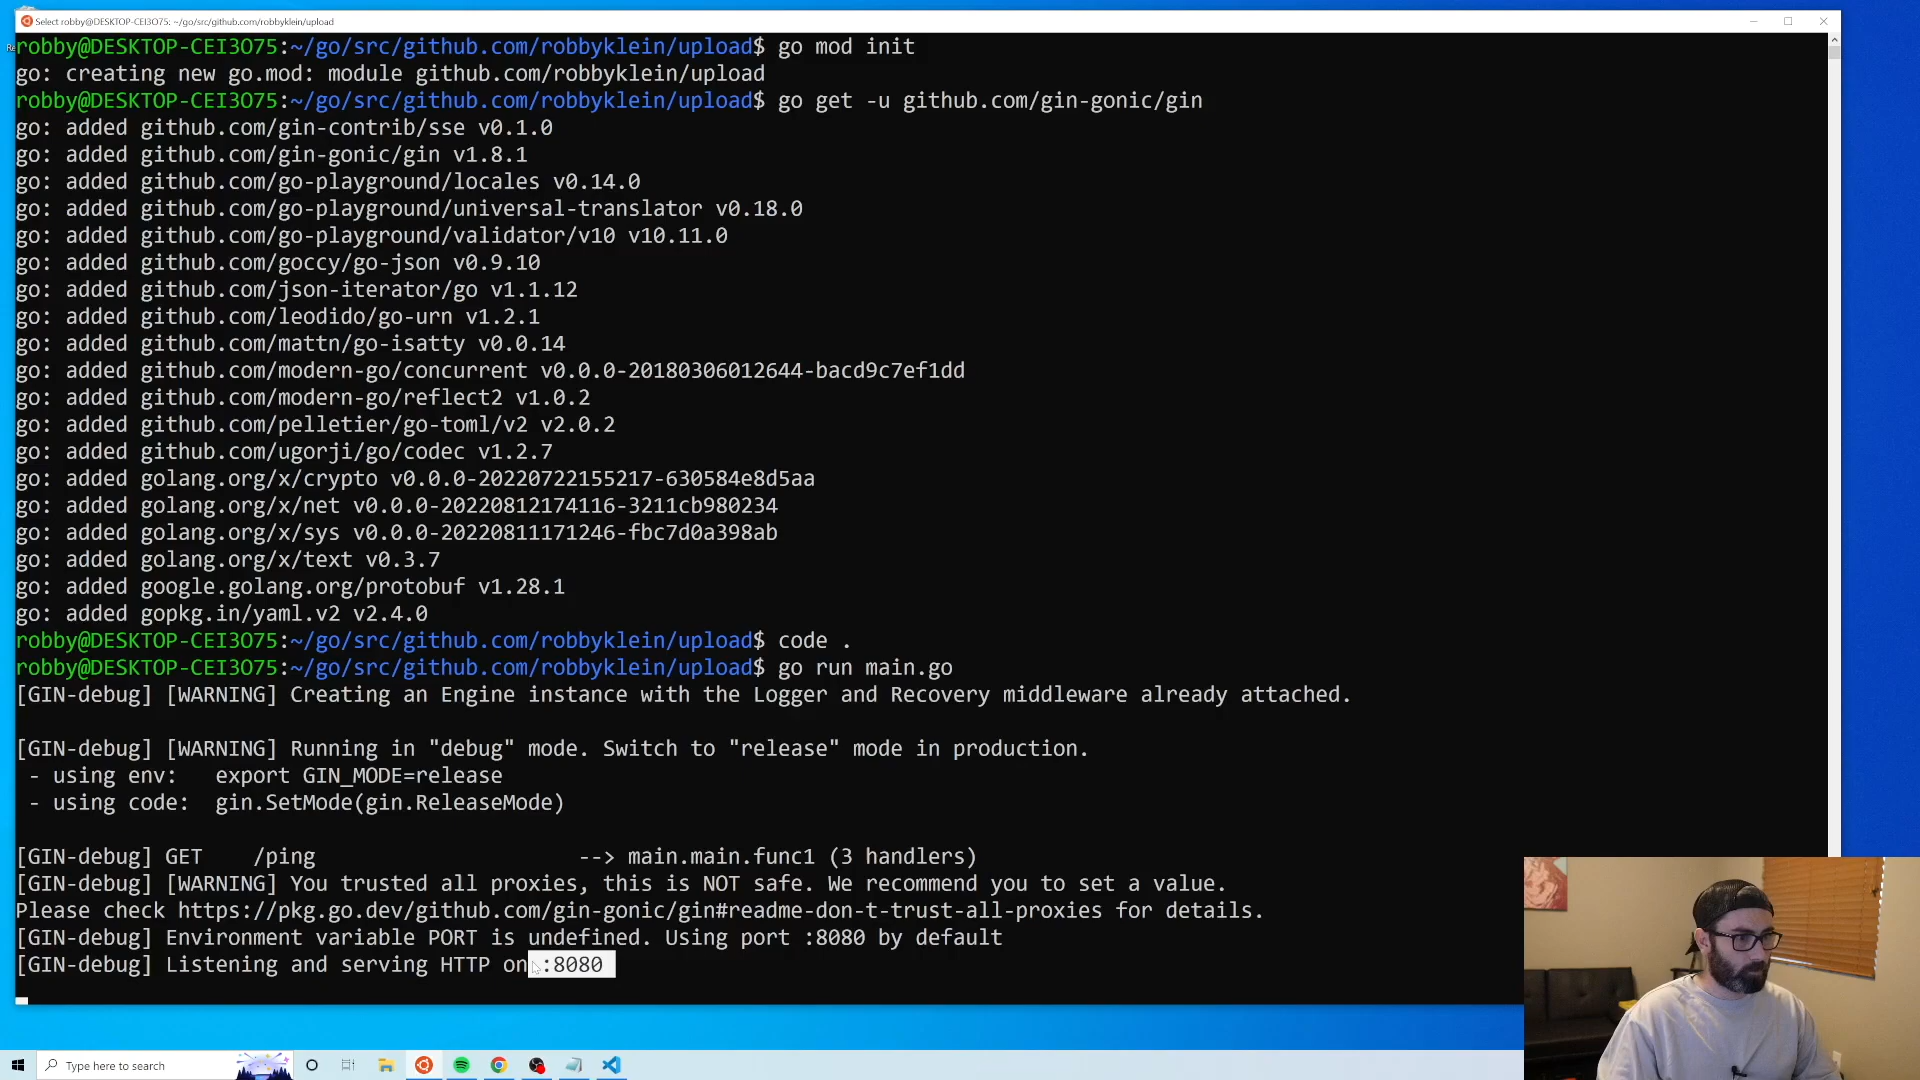 Select robby@DESKTOP-CEI3O75: ~/go/src/github.com/robbyklein/upload
robby@DESKTOP-CEI3O75:~/go/src/github.com/robbyklein/upload$ go mod init
go: creating new go.mod: module github.com/robbyklein/upload
robby@DESKTOP-CEI3O75:~/go/src/github.com/robbyklein/upload$ go get -u github.com/gin-gonic/gin
go: added github.com/gin-contrib/sse v0.1.0
go: added github.com/gin-gonic/gin v1.8.1
go: added github.com/go-playground/locales v0.14.0
go: added github.com/go-playground/universal-translator v0.18.0
go: added github.com/go-playground/validator/v10 v10.11.0
go: added github.com/goccy/go-json v0.9.10
go: added github.com/json-iterator/go v1.1.12
go: added github.com/leodido/go-urn v1.2.1
go: added github.com/mattn/go-isatty v0.0.14
go: added github.com/modern-go/concurrent v0.0.0-20180306012644-bacd9c7ef1dd
go: added github.com/modern-go/reflect2 v1.0.2
go: added github.com/pelletier/go-toml/v2 v2.0.2
go: added github.com/ugorji/go/codec v1.2.7
go: added golang.org/x/crypto v0.0.0-20220722155217-630584e8d5aa
go: added golang.org/x/net v0.0.0-20220812174116-3211cb980234
go: added golang.org/x/sys v0.0.0-20220811171246-fbc7d0a398ab
go: added golang.org/x/text v0.3.7
go: added google.golang.org/protobuf v1.28.1
go: added gopkg.in/yaml.v2 v2.4.0
robby@DESKTOP-CEI3O75:~/go/src/github.com/robbyklein/upload$ code .
robby@DESKTOP-CEI3O75:~/go/src/github.com/robbyklein/upload$ go run main.go
[GIN-debug] [WARNING] Creating an Engine instance with the Logger and Recovery middleware already attached.
[GIN-debug] [WARNING] Running in "debug" mode. Switch to "release" mode in production.
- using env:   export GIN_MODE=release
- using code:  gin.SetMode(gin.ReleaseMode)
[GIN-debug] GET    /ping                     --> main.main.func1 (3 handlers)
[GIN-debug] [WARNING] You trusted all proxies, this is NOT safe. We recommend you to set a value.
Please check https://pkg.go.dev/github.com/gin-gonic/gin#readme-don-t-trust-all-proxies for details.
[GIN-debug] Environment variable PORT is undefined. Using port :8080 by default
[GIN-debug] Listening and serving HTTP on :8080
Type here to search